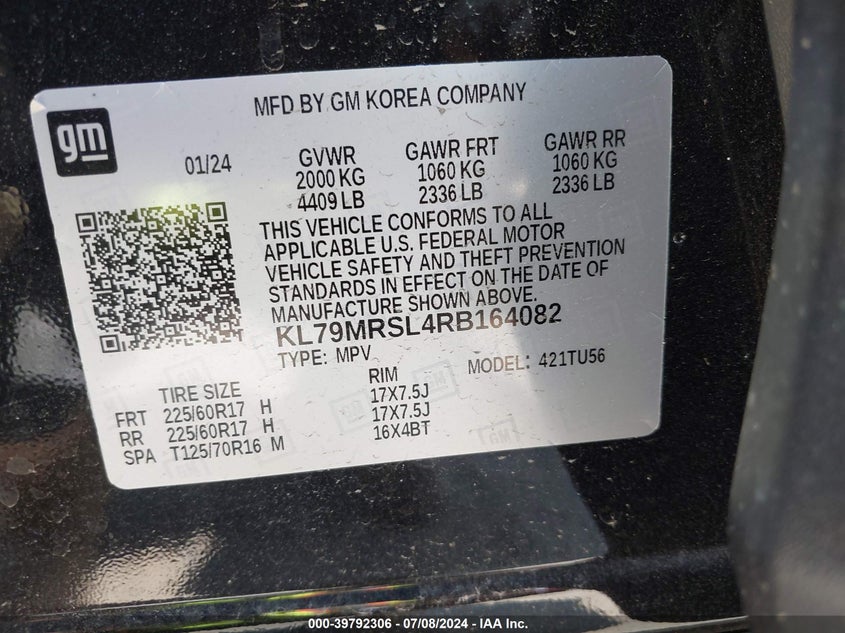 MFD BY GM KOREA COMPANY
gm
01/24
GVWR
2000 KG
4409 LB
GAWR FRT
1060 KG
2336 LB
GAWR RR
1060 KG
2336 LB
THIS VEHICLE CONFORMS TO ALL
APPLICABLE U.S. FEDERAL MOTOR
VEHICLE SAFETY AND THEFT PREVENTION
STANDARDS IN EFFECT ON THE DATE OF
MANUFACTURE SHOWN ABOVE.
KL79MRSL4RB164082
TYPE: MPV
MODEL: 421TU56
TIRE SIZE RIM
FRT 225/60R17 H 17X7.5J
RR 225/60R17 H 17X7.5J
SPA T125/70R16 M 16X4BT
000-39792306 - 07/08/2024 - IAA Inc.